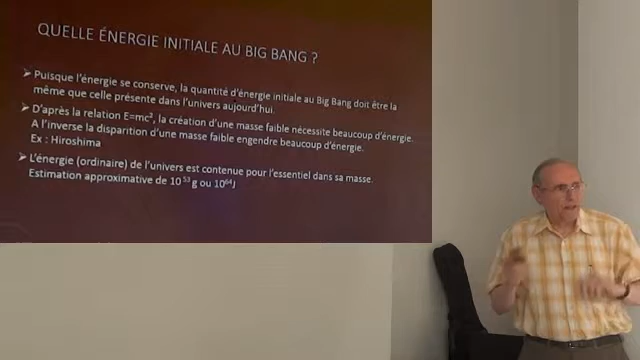 QUELLE ÉNERGIE INITIALE AU BIG BANG ?
➤ Puisque l'énergie se conserve, la quantité d'énergie initiale au Big Bang doit être la
même que celle présente dans l'univers aujourd'hui.
➤ D'après la relation E=mc², la création d'une masse faible nécessite beaucoup d'énergie.
A l'inverse la disparition d'une masse faible engendre beaucoup d'énergie.
Ex : Hiroshima
➤ L'énergie (ordinaire) de l'univers est contenue pour l'essentiel dans sa masse.
Estimation approximative de 10⁵³ g ou 10⁶⁴J